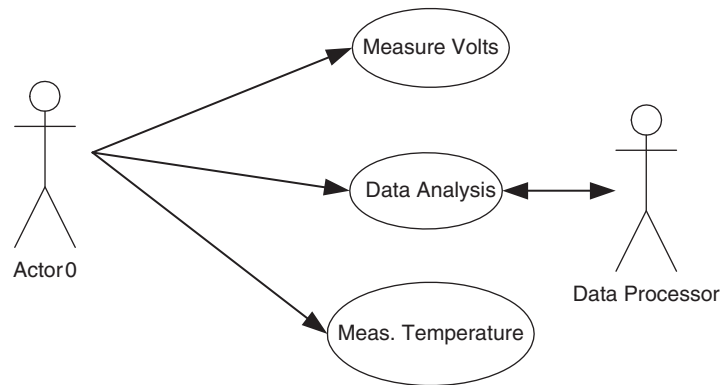 Measure Volts
Data Analysis
Actor0
Data Processor
Meas. Temperature